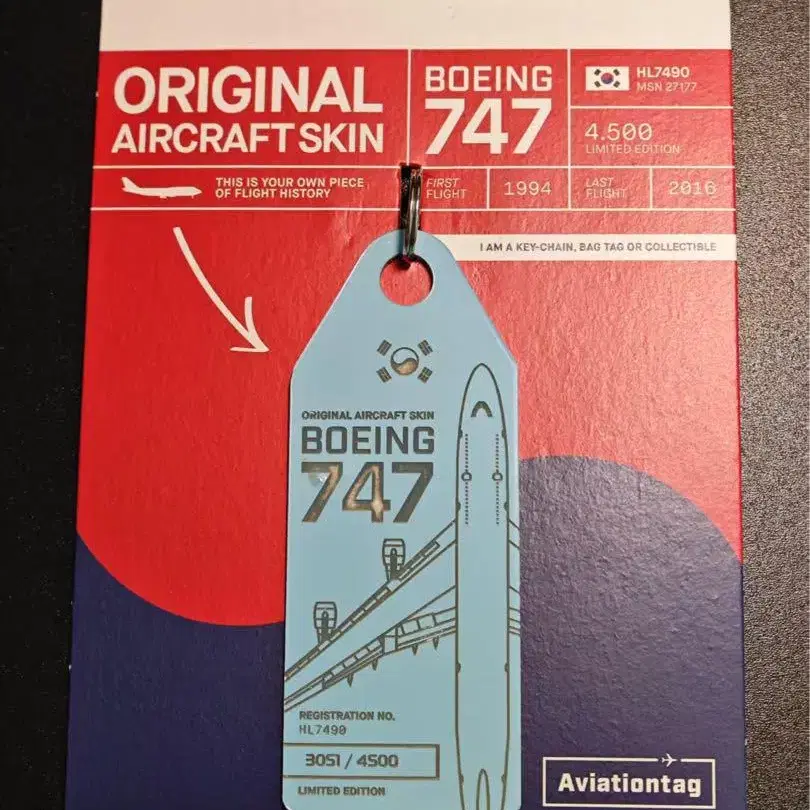 ORIGINAL
AIRCRAFT SKIN
BOEING
747
HL7490
MSN 27177
4.500
LIMITED EDITION
THIS IS YOUR OWN PIECE
OF FLIGHT HISTORY
FIRST
FLIGHT
1994
LAST
FLIGHT
2016
I AM A KEY-CHAIN, BAG TAG OR COLLECTIBLE
ORIGINAL AIRCRAFT SKIN
BOEING
747
REGISTRATION NO.
HL7490
3051 / 4500
LIMITED EDITION
Aviationtag